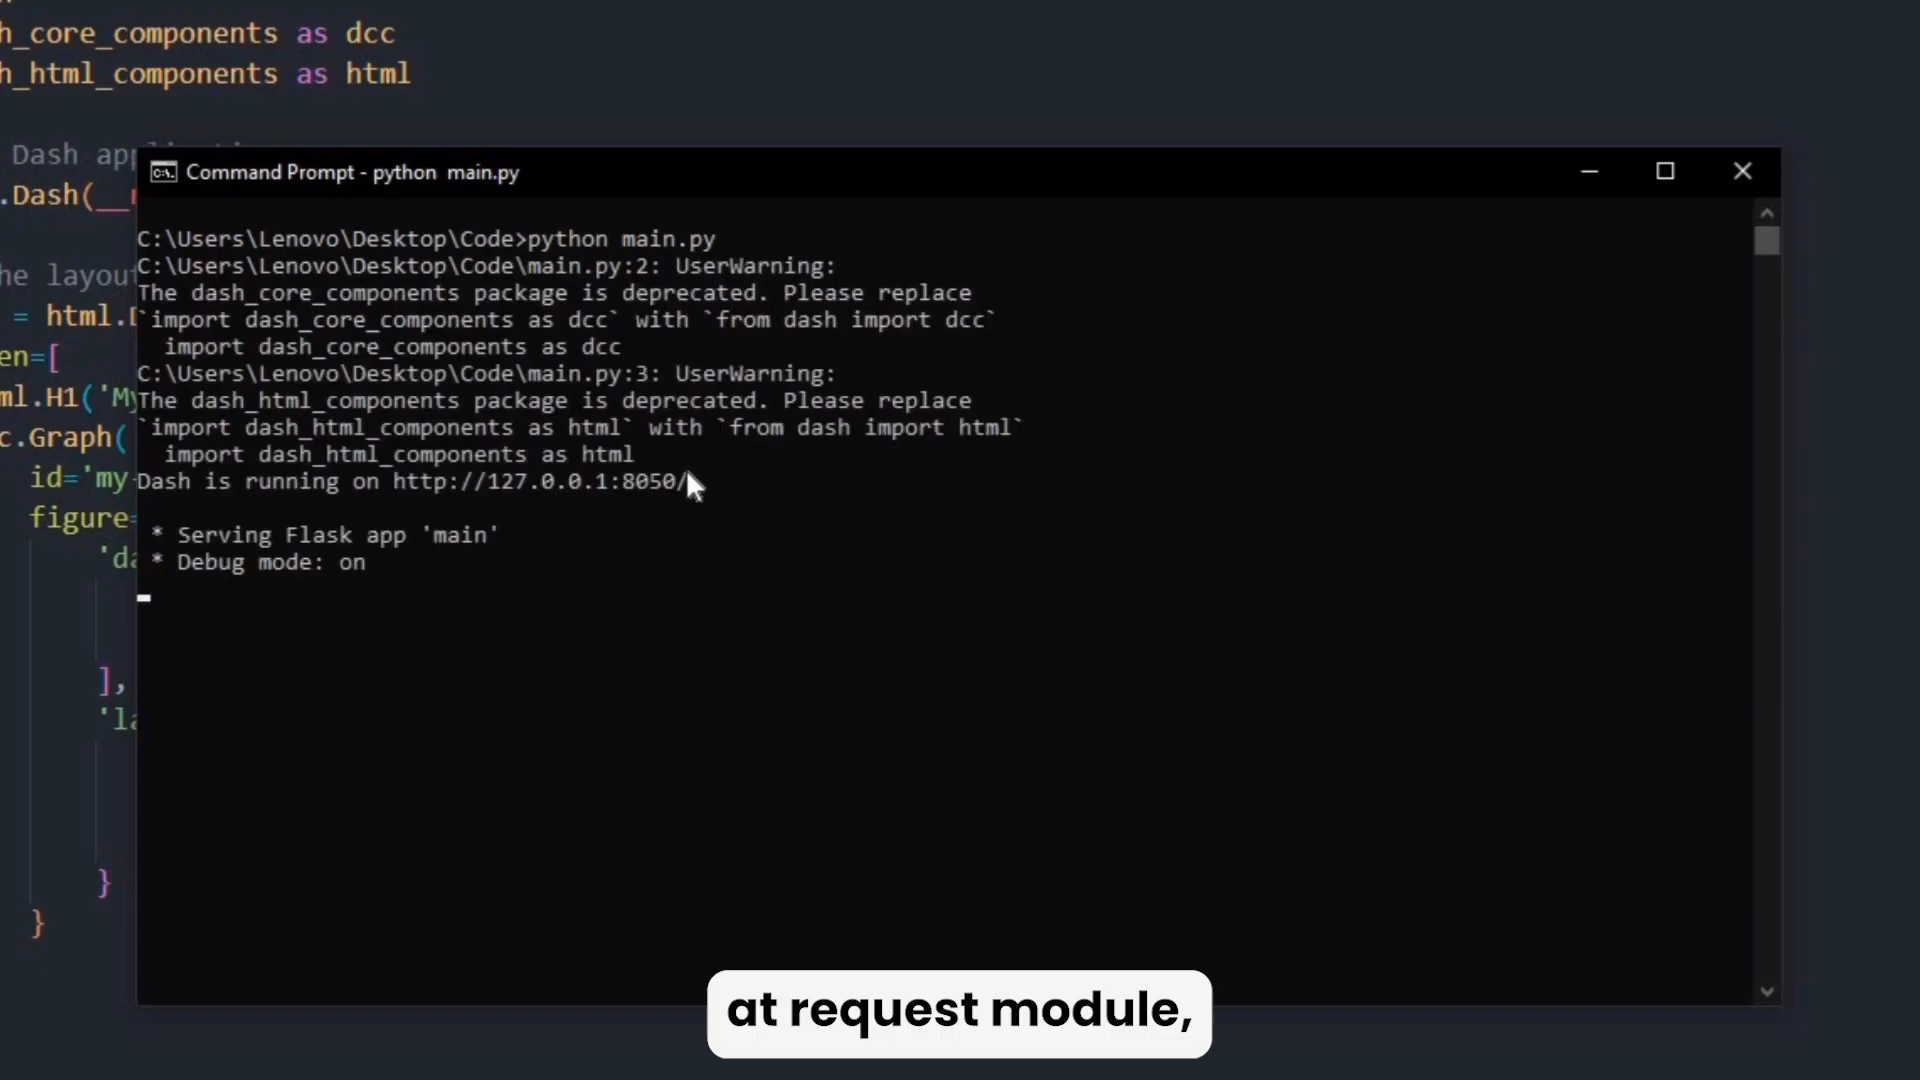 h_core_components as dcc
h_html_components as html
Dash app
.Dash(__
he layou
= html.D
en=[
ml.H1('My
c.Graph(
id='my
figure=
'da
],
'la
}
}
Command Prompt - python main.py
C:\Users\Lenovo\Desktop\Code>python main.py
C:\Users\Lenovo\Desktop\Code\main.py:2: UserWarning:
The dash_core_components package is deprecated. Please replace
`import dash_core_components as dcc` with `from dash import dcc`
import dash_core_components as dcc
C:\Users\Lenovo\Desktop\Code\main.py:3: UserWarning:
The dash_html_components package is deprecated. Please replace
`import dash_html_components as html` with `from dash import html`
import dash_html_components as html
Dash is running on http://127.0.0.1:8050/
* Serving Flask app 'main'
* Debug mode: on
at request module,